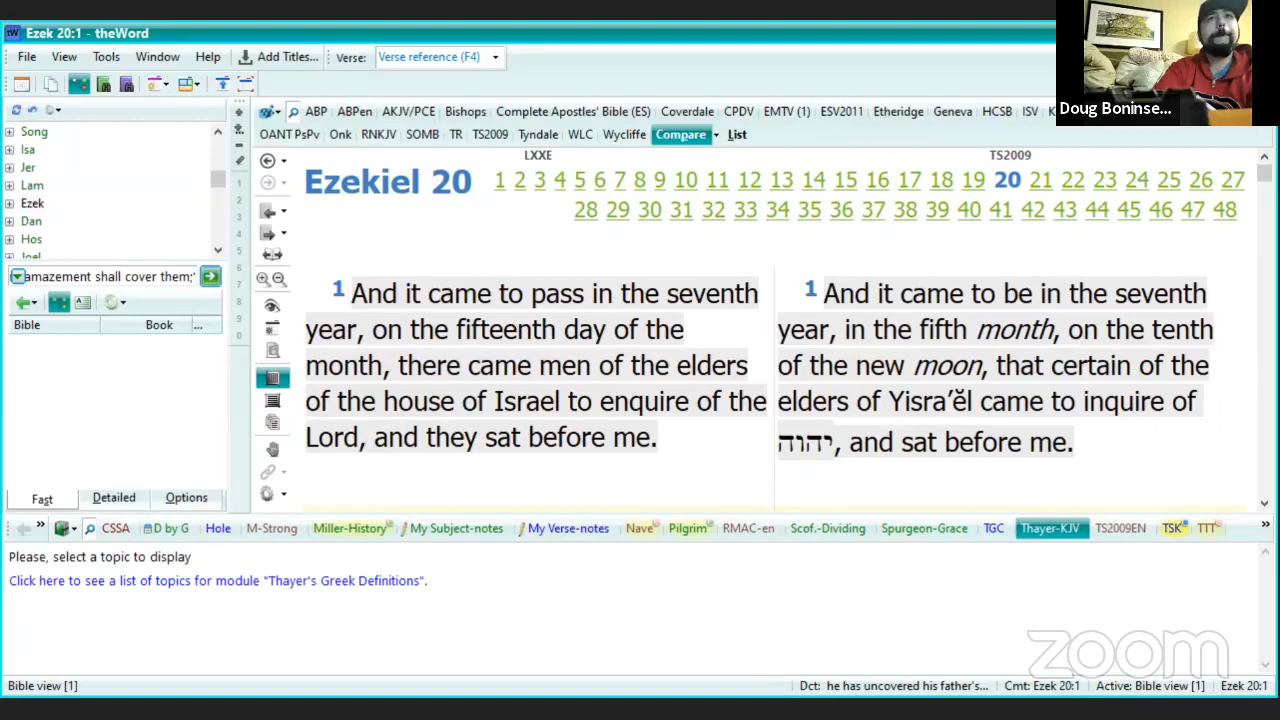 Ezek 20:1 - theWord
File View Tools Window Help Add Titles... Verse: Verse reference (F4)
Doug Boninse...
ABP ABPen AKJV/PCE Bishops Complete Apostles' Bible (ES) Coverdale CPDV EMTV (1) ESV2011 Etheridge Geneva HCSB ISV
OANT PsPv Onk RNKJV SOMB TR TS2009 Tyndale WLC Wycliffe Compare List
Song
Isa
Jer
Lam
Ezek
Dan
Hos
Joel
amazement shall cover them;
Bible Book ...
Fast Detailed Options
1
2
3
4
5
6
7
8
9
0
LXXE TS2009
Ezekiel 20 1 2 3 4 5 6 7 8 9 10 11 12 13 14 15 16 17 18 19 20 21 22 23 24 25 26 27
28 29 30 31 32 33 34 35 36 37 38 39 40 41 42 43 44 45 46 47 48
1 And it came to pass in the seventh
year, on the fifteenth day of the
month, there came men of the elders
of the house of Israel to enquire of the
Lord, and they sat before me.
1 And it came to be in the seventh
year, in the fifth month, on the tenth
of the new moon, that certain of the
elders of Yisra’ĕl came to inquire of
יהוה, and sat before me.
CSSA D by G Hole M-Strong Miller-History My Subject-notes My Verse-notes Nave Pilgrim RMAC-en Scof.-Dividing Spurgeon-Grace TGC Thayer-KJV TS2009EN TSK TTT
Please, select a topic to display
Click here to see a list of topics for module "Thayer's Greek Definitions".
zoom
Bible view [1] Dct: he has uncovered his father's... Cmt: Ezek 20:1 Active: Bible view [1] Ezek 20:1